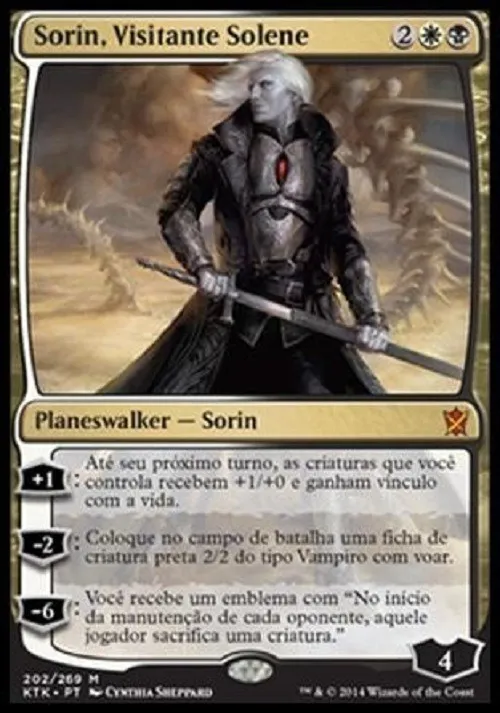 Sorin, Visitante Solene 2
Planeswalker — Sorin
+1 : Até seu próximo turno, as criaturas que você
controla recebem +1/+0 e ganham vínculo
com a vida.
-2 : Coloque no campo de batalha uma ficha de
criatura preta 2/2 do tipo Vampiro com voar.
-6 : Você recebe um emblema com “No início
da manutenção de cada oponente, aquele
jogador sacrifica uma criatura.”
4
202/269 M
KTK • PT Cynthia Sheppard
™ & © 2014 Wizards of the Coast